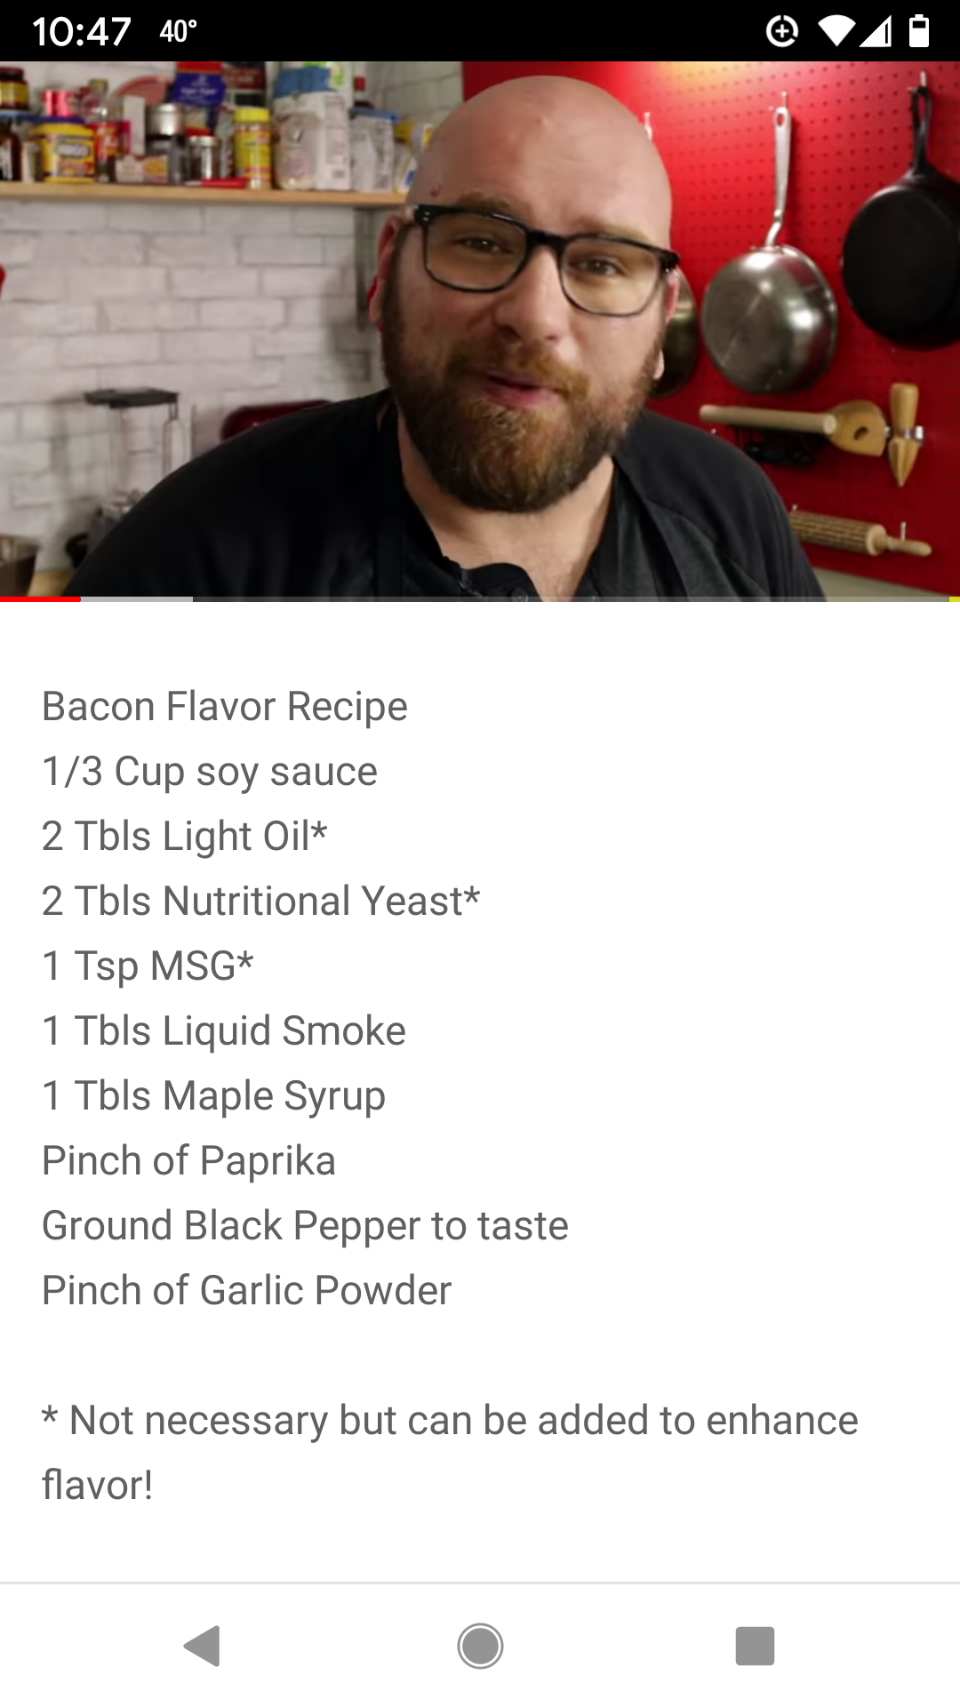 10:47 40°
Bacon Flavor Recipe
1/3 Cup soy sauce
2 Tbls Light Oil*
2 Tbls Nutritional Yeast*
1 Tsp MSG*
1 Tbls Liquid Smoke
1 Tbls Maple Syrup
Pinch of Paprika
Ground Black Pepper to taste
Pinch of Garlic Powder
* Not necessary but can be added to enhance
flavor!